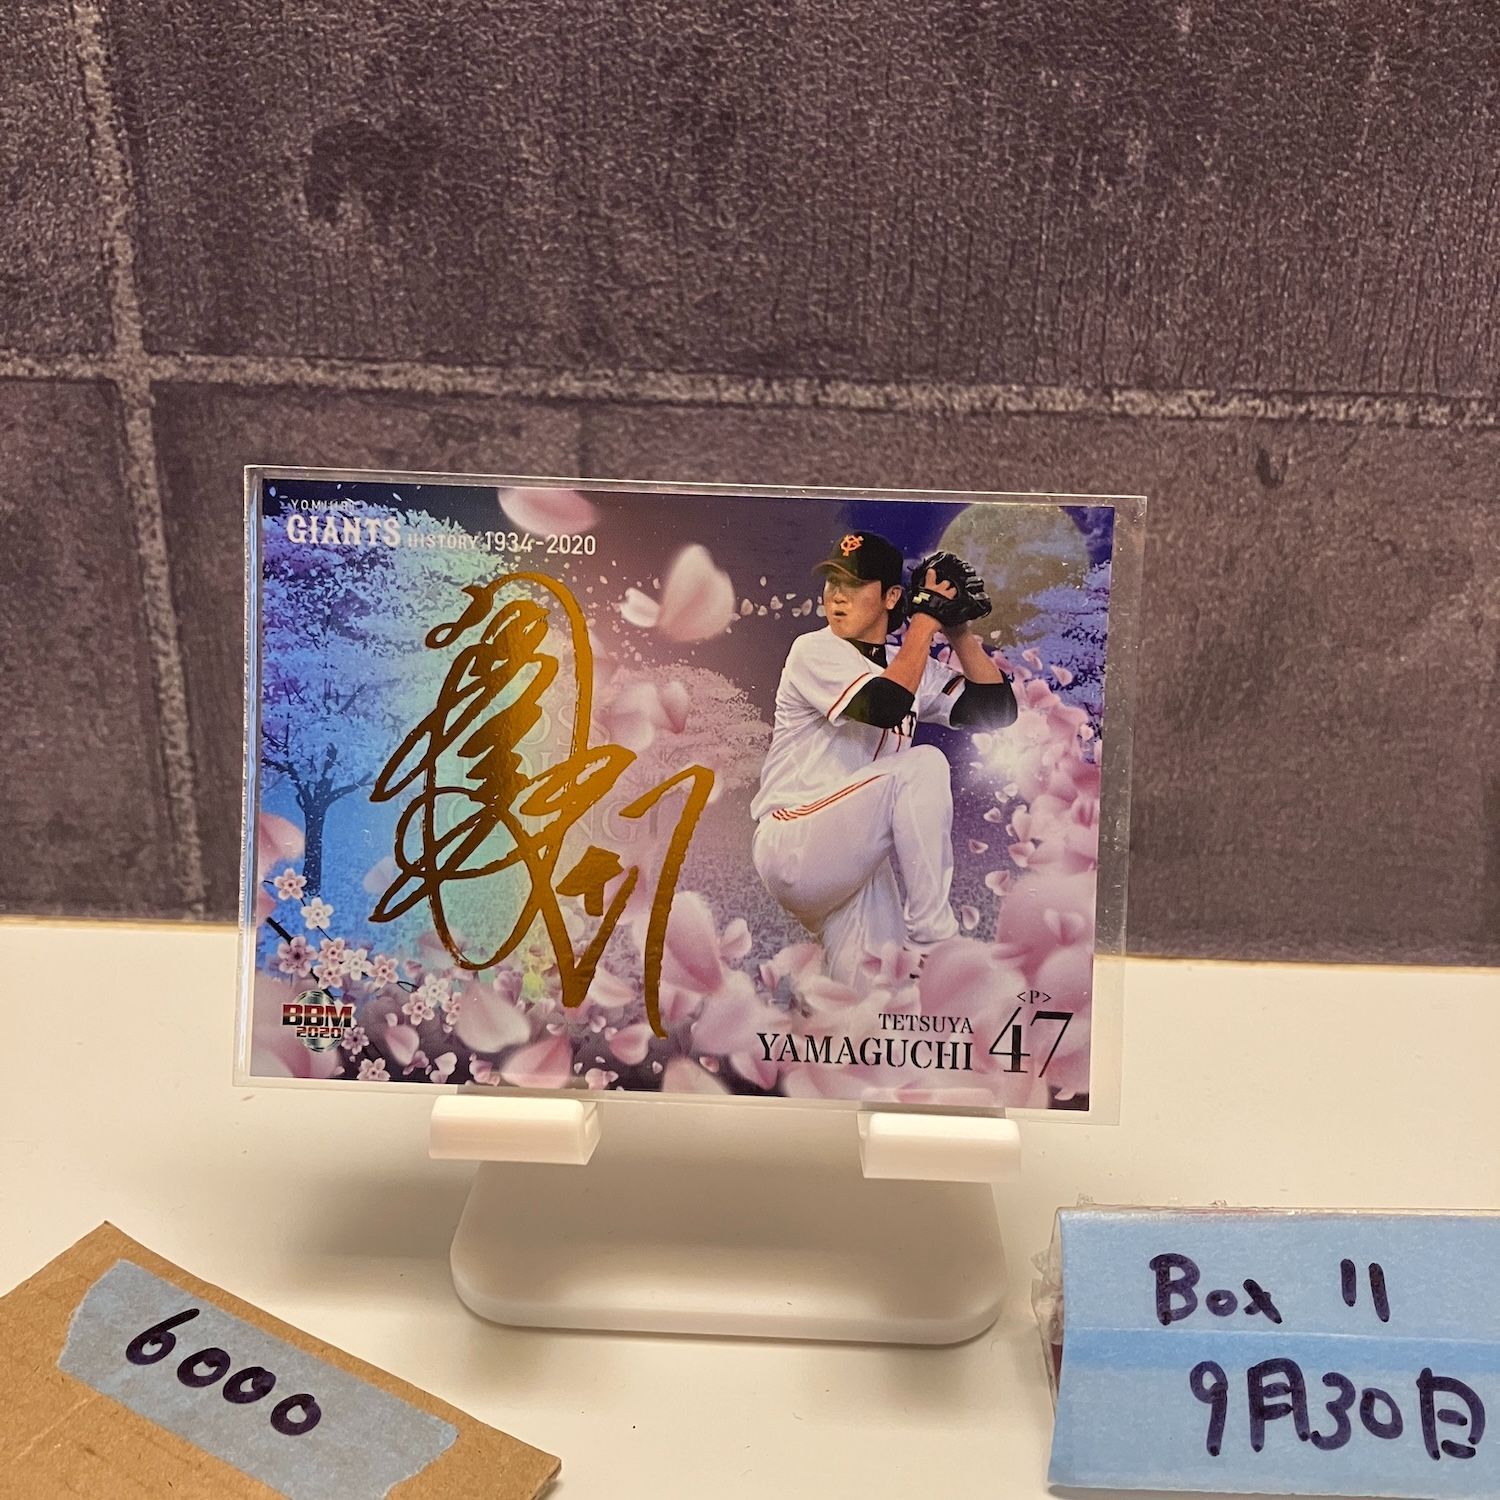 YOMIURI
GIANTS HISTORY 1934-2020
BBM
2020
<P>
TETSUYA
YAMAGUCHI 47
6000
Box 11
9月30日